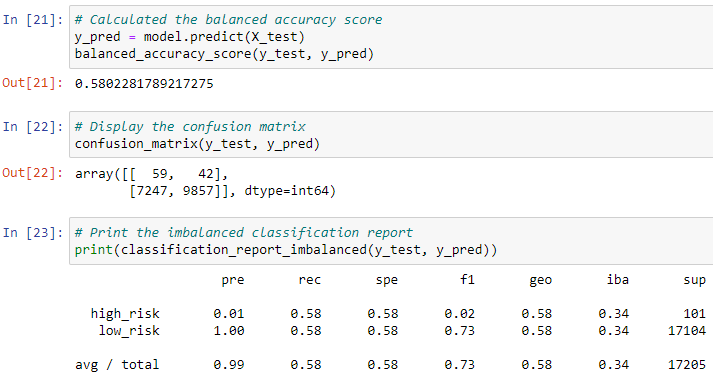 In [21]: # Calculated the balanced accuracy score
y_pred = model.predict(X_test)
balanced_accuracy_score(y_test, y_pred)
Out[21]: 0.5802281789217275
In [22]: # Display the confusion matrix
confusion_matrix(y_test, y_pred)
Out[22]: array([[  59,   42],
       [7247, 9857]], dtype=int64)
In [23]: # Print the imbalanced classification report
print(classification_report_imbalanced(y_test, y_pred))
pre rec spe f1 geo iba sup
high_risk 0.01 0.58 0.58 0.02 0.58 0.34 101
low_risk 1.00 0.58 0.58 0.73 0.58 0.34 17104
avg / total 0.99 0.58 0.58 0.73 0.58 0.34 17205